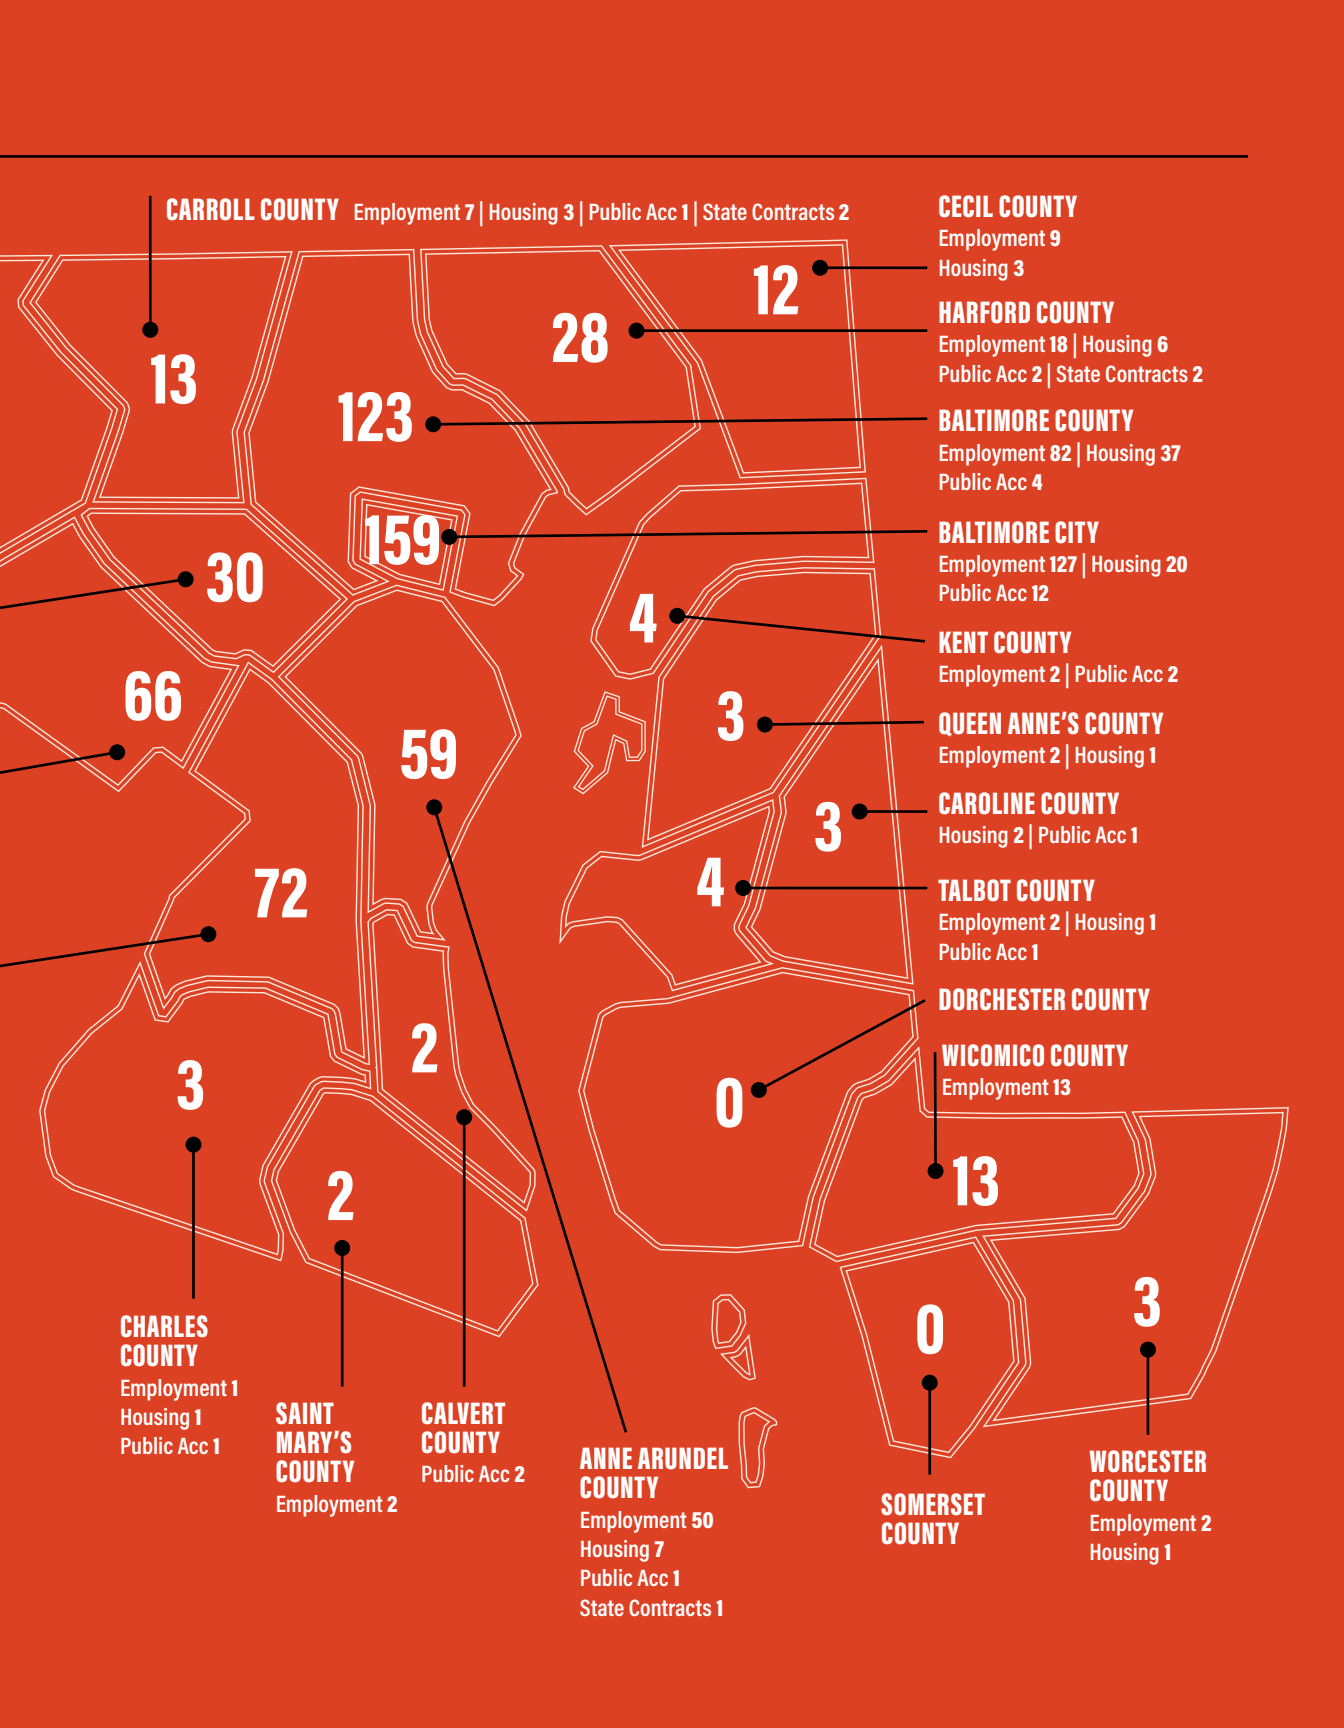 CARROLL COUNTY Employment 7 | Housing 3 | Public Acc 1 | State Contracts 2
CECIL COUNTY
Employment 9
Housing 3
HARFORD COUNTY
Employment 18 | Housing 6
Public Acc 2 | State Contracts 2
BALTIMORE COUNTY
Employment 82 | Housing 37
Public Acc 4
BALTIMORE CITY
Employment 127 | Housing 20
Public Acc 12
KENT COUNTY
Employment 2 | Public Acc 2
QUEEN ANNE'S COUNTY
Employment 2 | Housing 1
CAROLINE COUNTY
Housing 2 | Public Acc 1
TALBOT COUNTY
Employment 2 | Housing 1
Public Acc 1
DORCHESTER COUNTY
WICOMICO COUNTY
Employment 13
12
28
13
123
159
30
4
66
3
59
3
4
72
2
0
3
13
2
3
0
CHARLES
COUNTY
Employment 1
Housing 1
Public Acc 1
SAINT
MARY'S
COUNTY
Employment 2
CALVERT
COUNTY
Public Acc 2
ANNE ARUNDEL
COUNTY
Employment 50
Housing 7
Public Acc 1
State Contracts 1
SOMERSET
COUNTY
WORCESTER
COUNTY
Employment 2
Housing 1